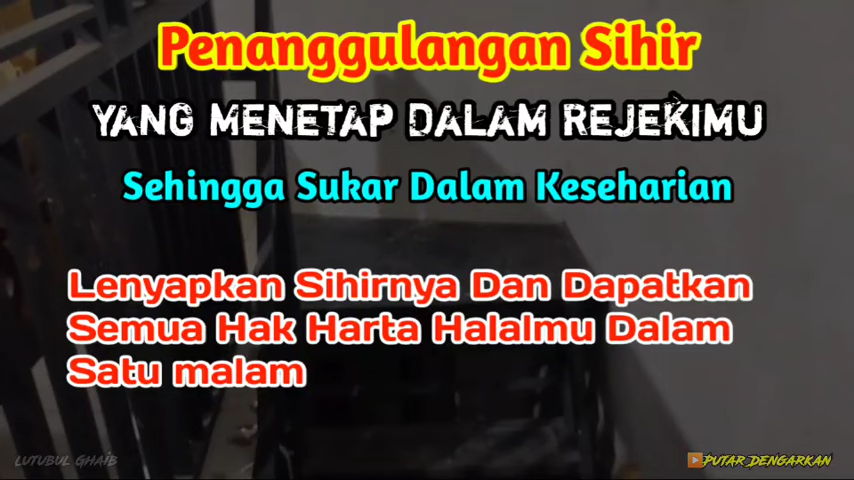 Penanggulangan Sihir
YANG MENETAP DALAM REJEKIMU
Sehingga Sukar Dalam Keseharian
Lenyapkan Sihirnya Dan Dapatkan
Semua Hak Harta Halalmu Dalam
Satu malam
LUTUBUL GHAIB
PUTAR DENGARKAN